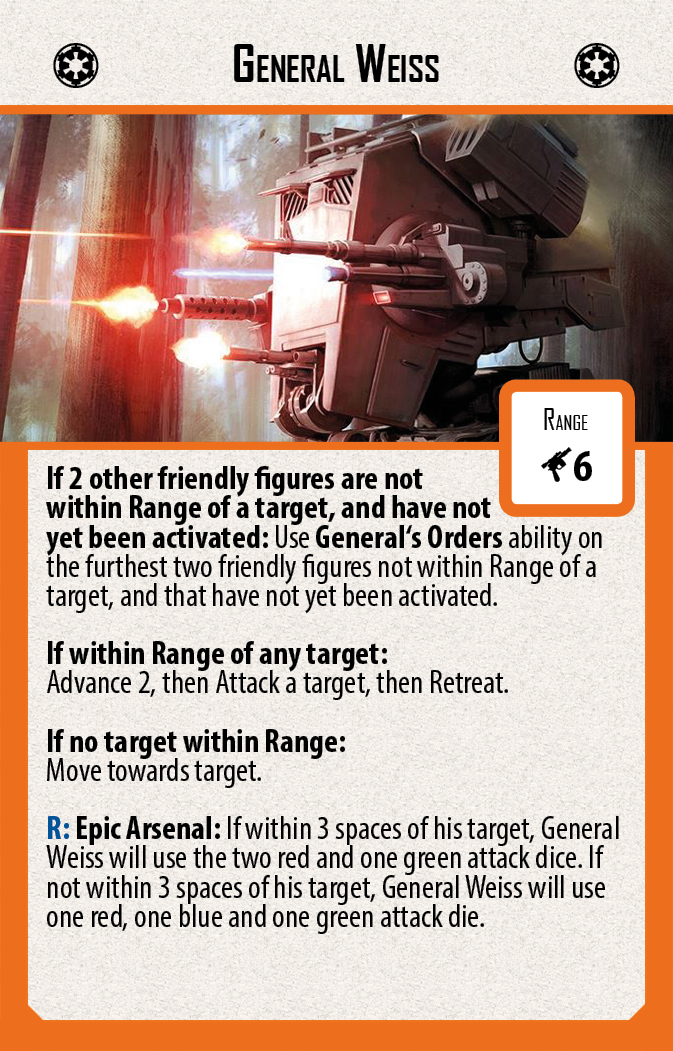 General Weiss
Range
6
If 2 other friendly figures are not
within Range of a target, and have not
yet been activated: Use General‘s Orders ability on
the furthest two friendly figures not within Range of a
target, and that have not yet been activated.
If within Range of any target:
Advance 2, then Attack a target, then Retreat.
If no target within Range:
Move towards target.
R: Epic Arsenal: If within 3 spaces of his target, General
Weiss will use the two red and one green attack dice. If
not within 3 spaces of his target, General Weiss will use
one red, one blue and one green attack die.